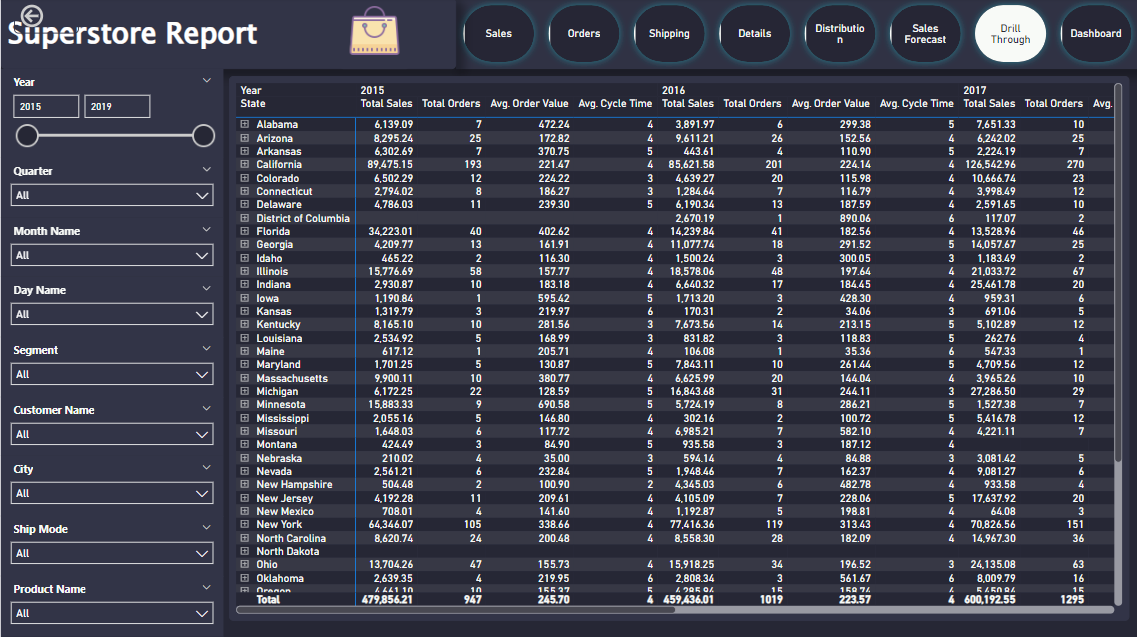 Superstore Report
Sales
Orders
Shipping
Details
Distributio
n
Sales
Forecast
Drill
Through
Dashboard
Year
2015 2019
Quarter
All
Month Name
All
Day Name
All
Segment
All
Customer Name
All
City
All
Ship Mode
All
Product Name
All
Year 2015 2016 2017
State Total Sales Total Orders Avg. Order Value Avg. Cycle Time Total Sales Total Orders Avg. Order Value Avg. Cycle Time Total Sales Total Orders Avg.
Alabama 6,139.09 7 472.24 4 3,891.97 6 299.38 5 7,651.33 10
Arizona 8,295.24 25 172.82 4 9,611.21 26 152.56 4 6,242.02 25
Arkansas 6,302.69 7 370.75 5 443.61 4 110.90 5 2,224.19 7
California 89,475.15 193 221.47 4 85,621.58 201 224.14 4 126,542.96 270
Colorado 6,502.29 12 224.22 3 4,639.27 20 115.98 4 10,666.74 23
Connecticut 2,794.02 8 186.27 3 1,284.64 7 116.79 4 3,998.49 12
Delaware 4,786.03 11 239.30 5 6,190.34 13 187.59 4 2,591.65 10
District of Columbia 2,670.19 1 890.06 6 117.07 2
Florida 34,223.01 40 402.62 4 14,239.84 41 182.56 4 13,528.96 46
Georgia 4,209.77 13 161.91 4 11,077.74 18 291.52 5 14,057.67 25
Idaho 465.22 2 116.30 4 1,500.24 3 300.05 3 1,183.49 2
Illinois 15,776.69 58 157.77 4 18,578.06 48 197.64 4 21,033.72 67
Indiana 2,930.87 10 183.18 4 6,640.32 17 184.45 4 25,461.78 20
Iowa 1,190.84 1 595.42 5 1,713.20 3 428.30 4 959.31 6
Kansas 1,319.79 3 219.97 6 170.31 2 34.06 3 691.06 5
Kentucky 8,165.10 10 281.56 3 7,673.56 14 213.15 5 5,102.89 12
Louisiana 2,534.92 5 168.99 3 831.82 3 118.83 5 262.76 4
Maine 617.12 1 205.71 4 106.08 1 35.36 6 547.33 1
Maryland 1,701.25 5 130.87 5 7,843.11 10 261.44 5 4,709.56 12
Massachusetts 9,900.11 10 380.77 4 6,625.99 20 144.04 4 3,965.26 10
Michigan 6,172.25 22 128.59 5 16,843.68 31 244.11 3 27,286.50 29
Minnesota 15,883.33 9 690.58 5 5,724.19 8 286.21 5 1,527.38 7
Mississippi 2,055.16 5 146.80 4 302.16 2 100.72 5 5,416.78 12
Missouri 1,648.03 6 117.72 4 6,985.21 7 582.10 4 4,221.11 7
Montana 424.49 3 84.90 5 935.58 3 187.12 4
Nebraska 210.02 4 35.00 3 594.14 4 84.88 3 3,081.42 5
Nevada 2,561.21 6 232.84 5 1,948.46 7 162.37 4 9,081.27 6
New Hampshire 504.48 2 100.90 2 4,345.03 6 482.78 4 933.58 4
New Jersey 4,192.28 11 209.61 4 4,105.09 7 228.06 5 17,637.92 20
New Mexico 708.01 4 141.60 4 1,192.87 5 198.81 4 64.08 3
New York 64,346.07 105 338.66 4 77,416.36 119 313.43 4 70,826.56 151
North Carolina 8,620.74 24 200.48 4 8,558.30 28 182.09 4 14,967.30 36
North Dakota
Ohio 13,704.26 47 155.73 4 15,918.25 34 196.52 3 24,135.08 63
Oklahoma 2,639.35 4 219.95 6 2,808.34 3 561.67 6 8,009.79 16
Oregon 4,661.10 10 155.37 5 4,285.94 15 158.74 4 5,450.84 15
Total 479,856.21 947 245.70 4 459,436.01 1019 223.57 4 600,192.55 1295